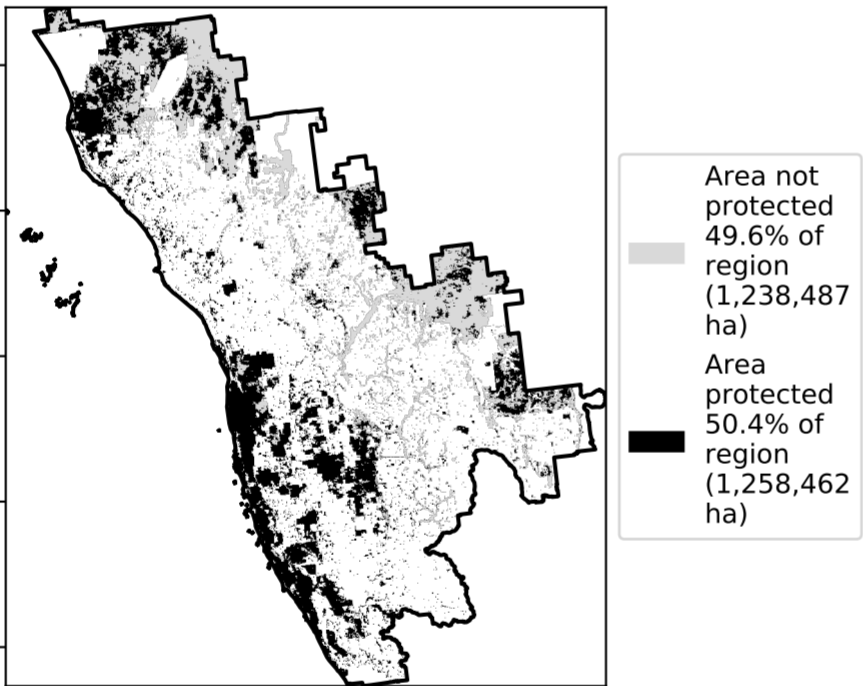 Area not
protected
49.6% of
region
(1,238,487
ha)
Area
protected
50.4% of
region
(1,258,462
ha)